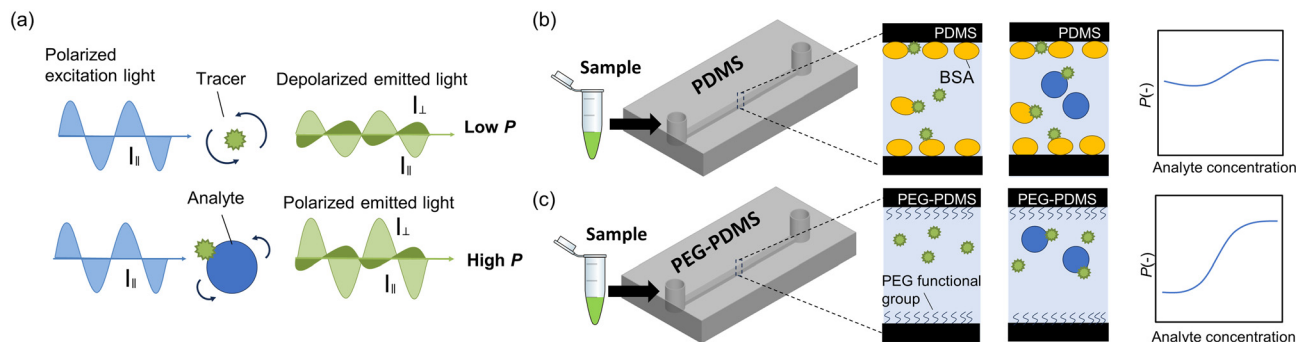 (a)
Polarized
excitation light
Tracer
Depolarized emitted light
I⊥
I∥
I∥
Low P
Analyte
Polarized emitted light
I⊥
I∥
I∥
High P
(b)
Sample
PDMS
PDMS
BSA
PDMS
P(-)
Analyte concentration
(c)
Sample
PEG-PDMS
PEG-PDMS
PEG functional
group
PEG-PDMS
P(-)
Analyte concentration